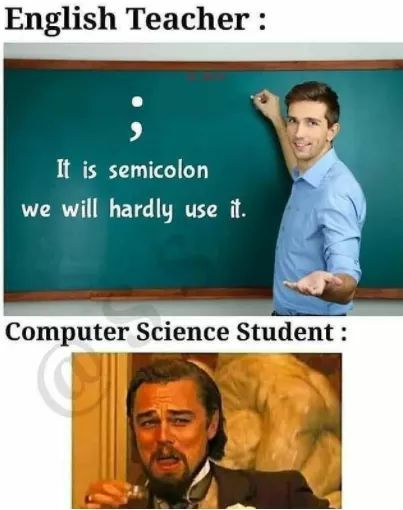 English Teacher :
;
It is semicolon
we will hardly use it.
Computer Science Student :